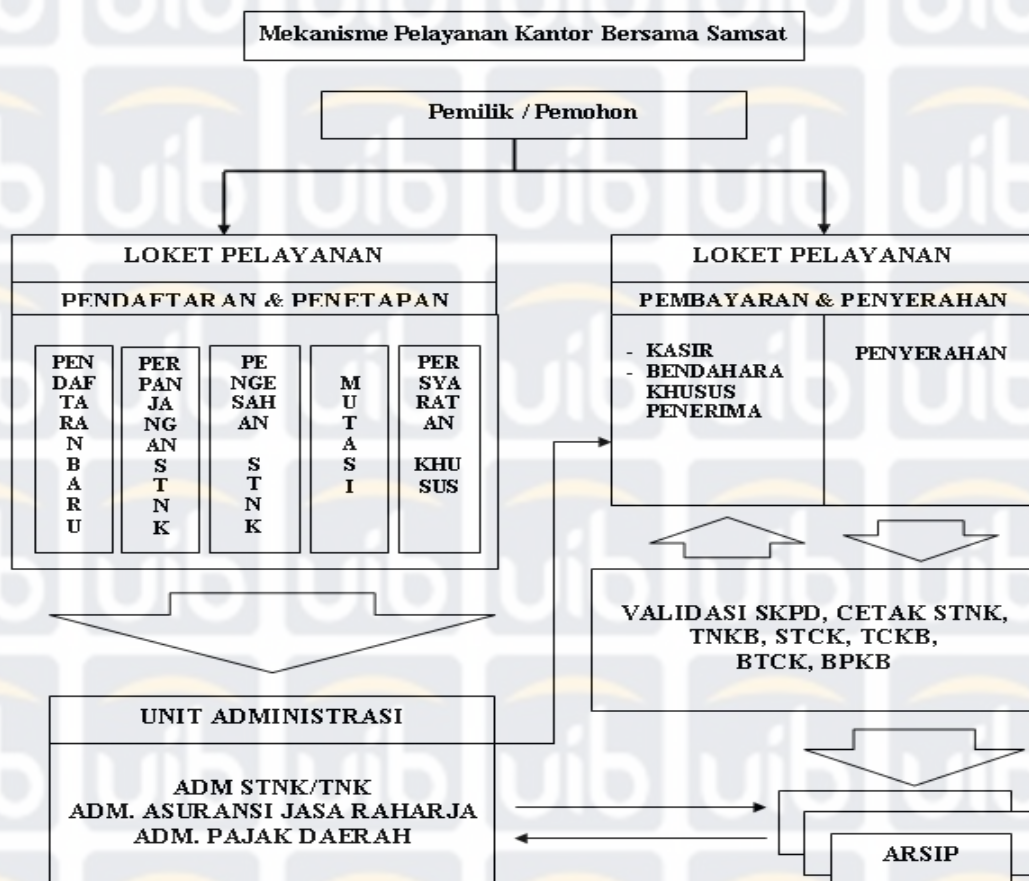 Mekanisme Pelayanan Kantor Bersama Samsat
Pemilik / Pemohon
LOKET PELAYANAN
PENDAFTARAN & PENETAPAN
PEN
DAF
TA
RA
N
B
A
R
U
PER
PAN
JA
NG
AN
S
T
N
K
PE
NGE
SAH
AN
S
T
N
K
M
U
T
A
S
I
PER
SYA
RAT
AN
KHU
SUS
LOKET PELAYANAN
PEMBAYARAN & PENYERAHAN
- KASIR
- BENDAHARA
KHUSUS
PENERIMA
PENYERAHAN
VALIDASI SKPD, CETAK STNK,
TNKB, STCK, TCKB,
BTCK, BPKB
UNIT ADMINISTRASI
ADM STNK/TNK
ADM. ASURANSI JASA RAHARJA
ADM. PAJAK DAERAH
ARSIP
uib